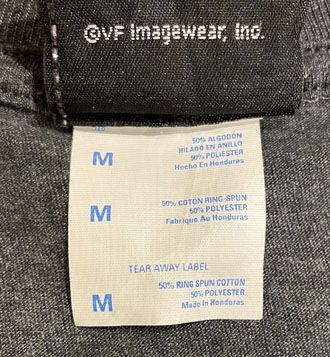 ©VF Imagewear, Inc.
50% ALGODON
HILADO EN ANILLO
M 50% POLIESTER
Hecho En Honduras
50% COTON RING-SPUN
M 50% POLYESTER
Fabrique Au Honduras
TEAR AWAY LABEL
50% RING SPUN COTTON
M 50% POLYESTER
Made In Honduras